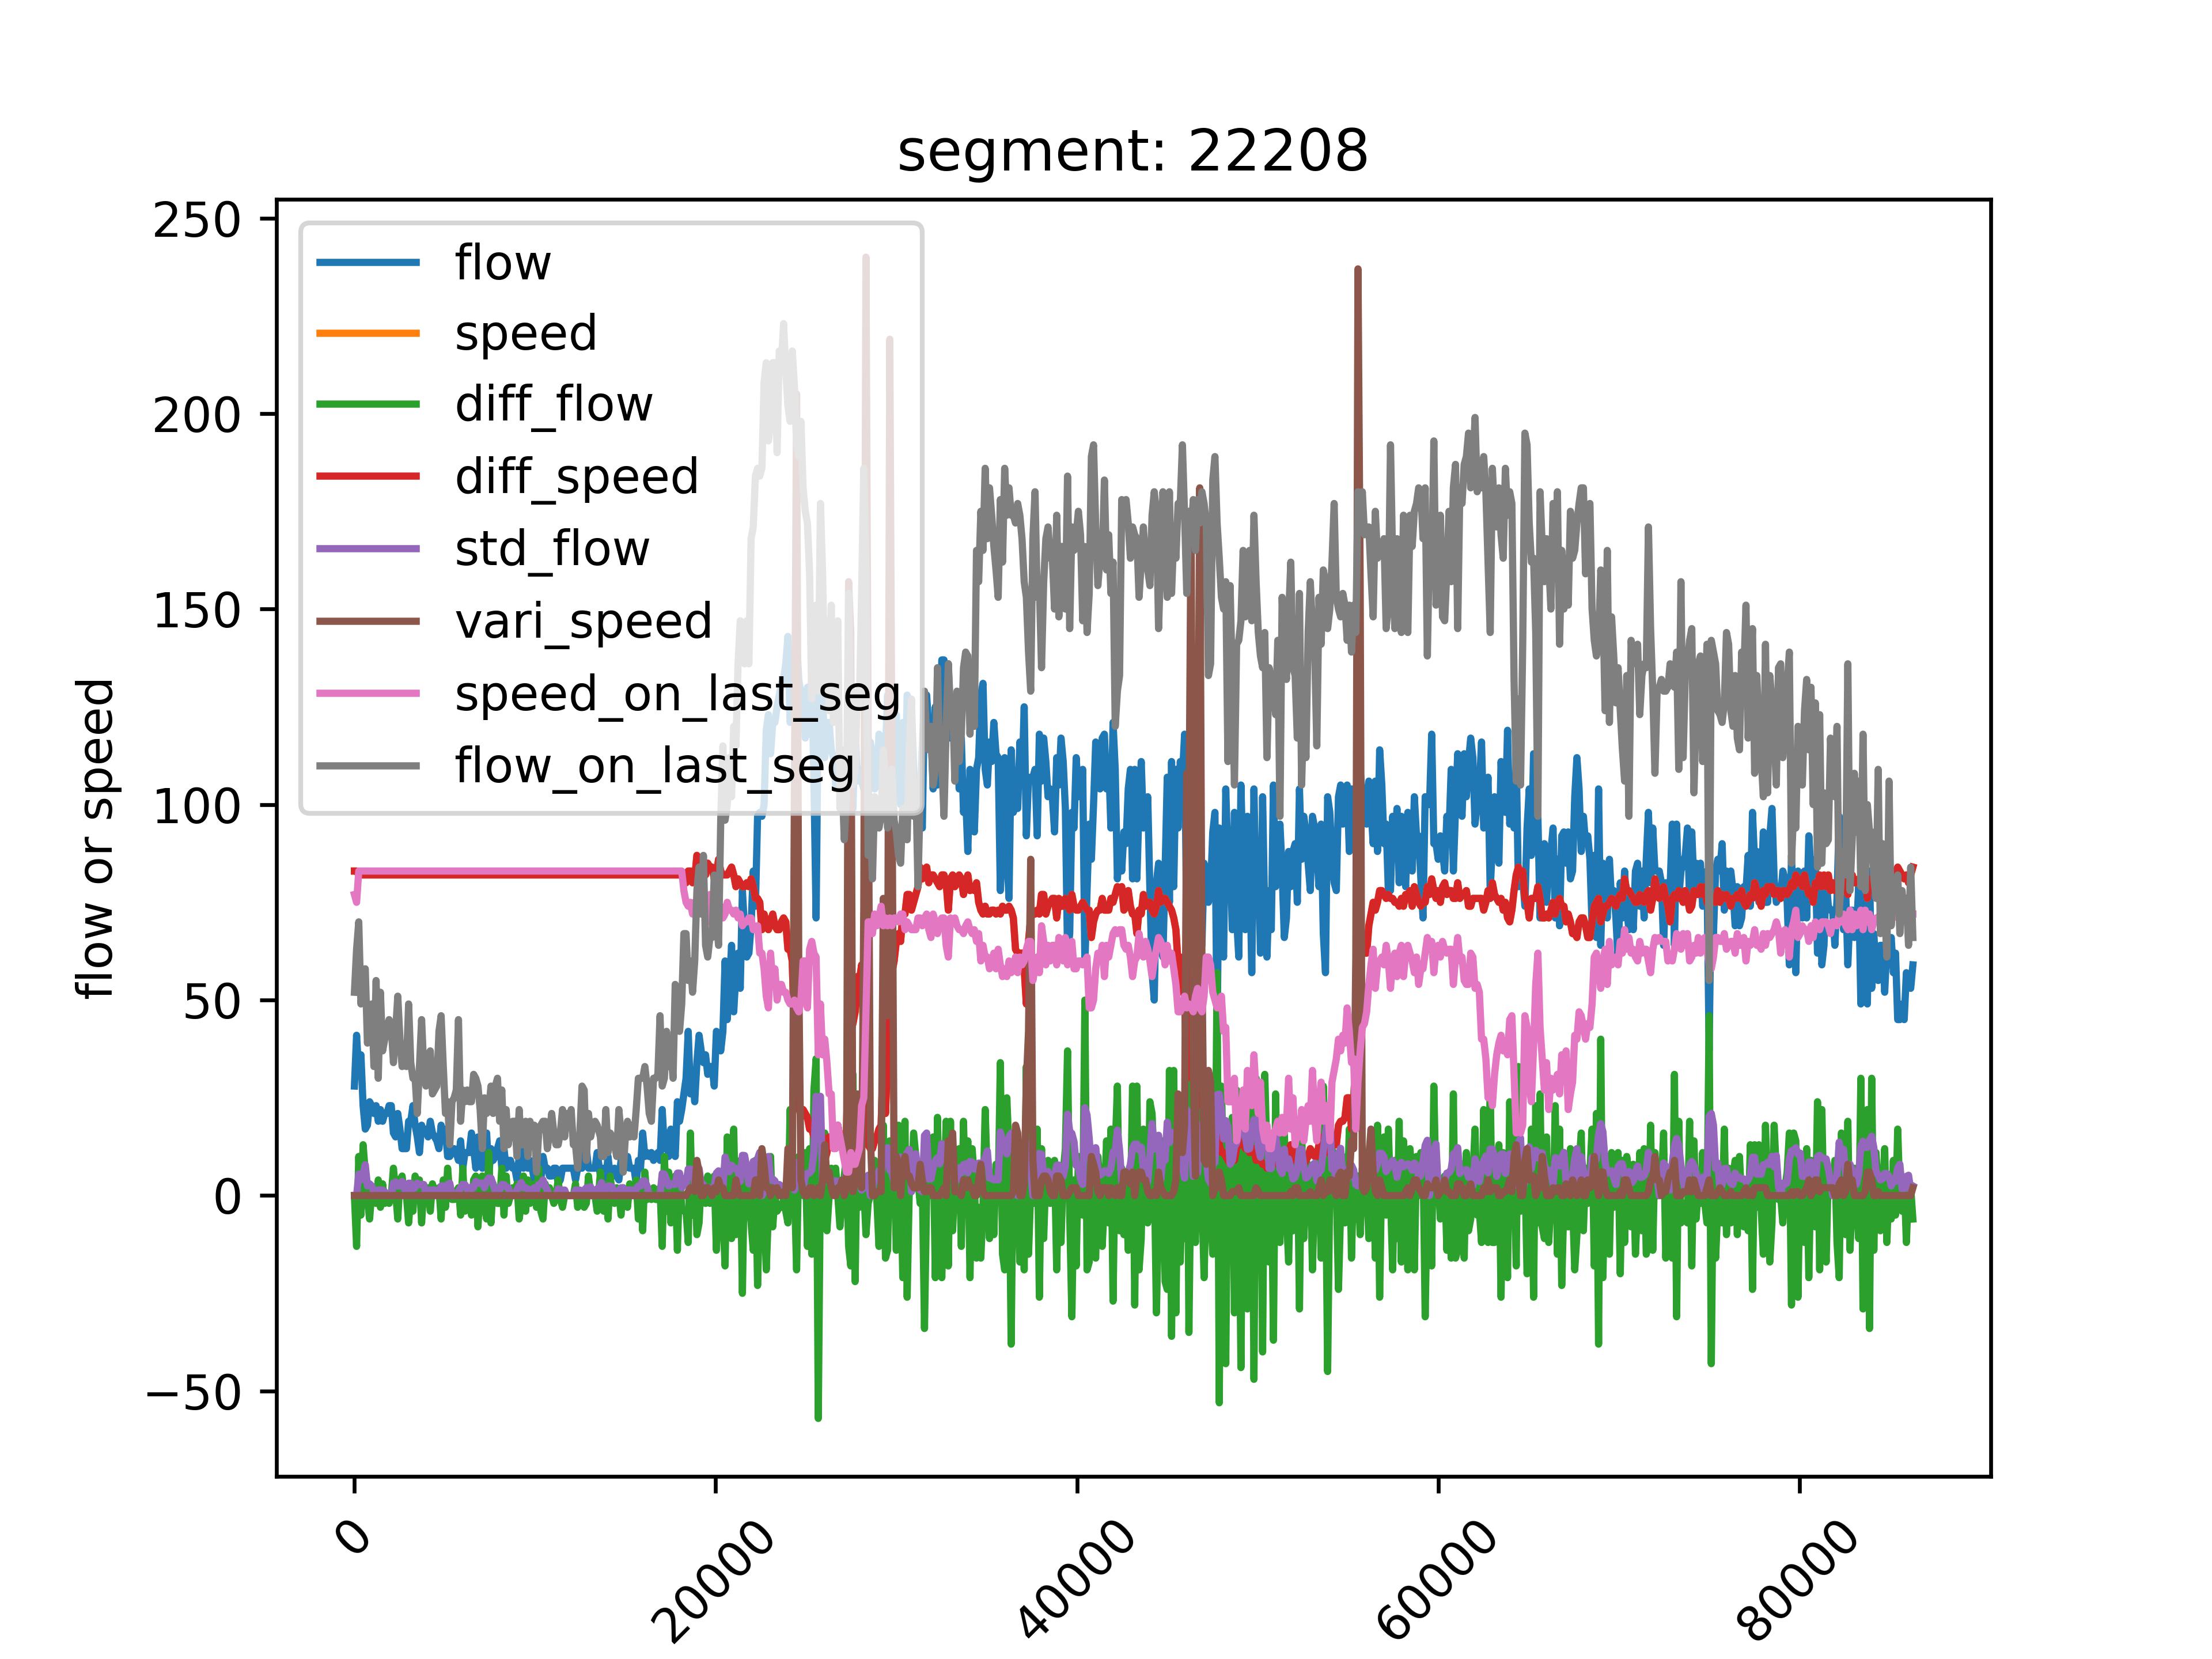 segment: 22208
250
200
150
100
50
0
−50
flow or speed
flow
speed
diff_flow
diff_speed
std_flow
vari_speed
speed_on_last_seg
flow_on_last_seg
0
20000
40000
60000
80000